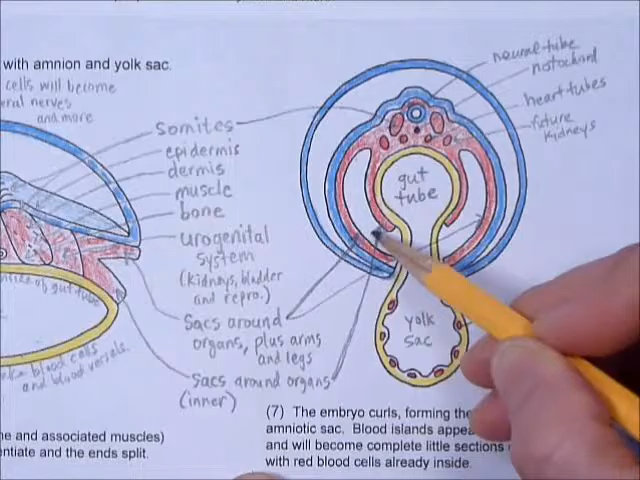 with amnion and yolk sac.
cells will become
nerves
and more
Somites
epidermis
dermis
muscle
bone
urogenital
system
(kidneys, bladder
and repro.)
Sacs around
organs, plus arms
and legs
Sacs around organs
(inner)
of gut tube
blood cells
and blood vessels.
neural tube
notochord
heart tubes
future
kidneys
gut
tube
yolk
sac
ne and associated muscles)
entiate and the ends split.
(7) The embryo curls, forming the
amniotic sac. Blood islands appea
and will become complete little sections
with red blood cells already inside.